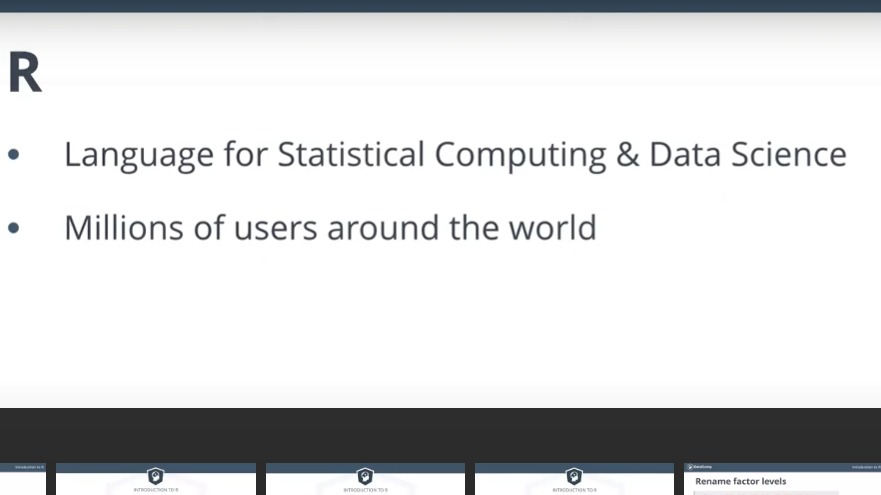 R
• Language for Statistical Computing & Data Science
• Millions of users around the world
Introduction to R
INTRODUCTION TO R
INTRODUCTION TO R
INTRODUCTION TO R
DataCamp
Introduction to R
Rename factor levels